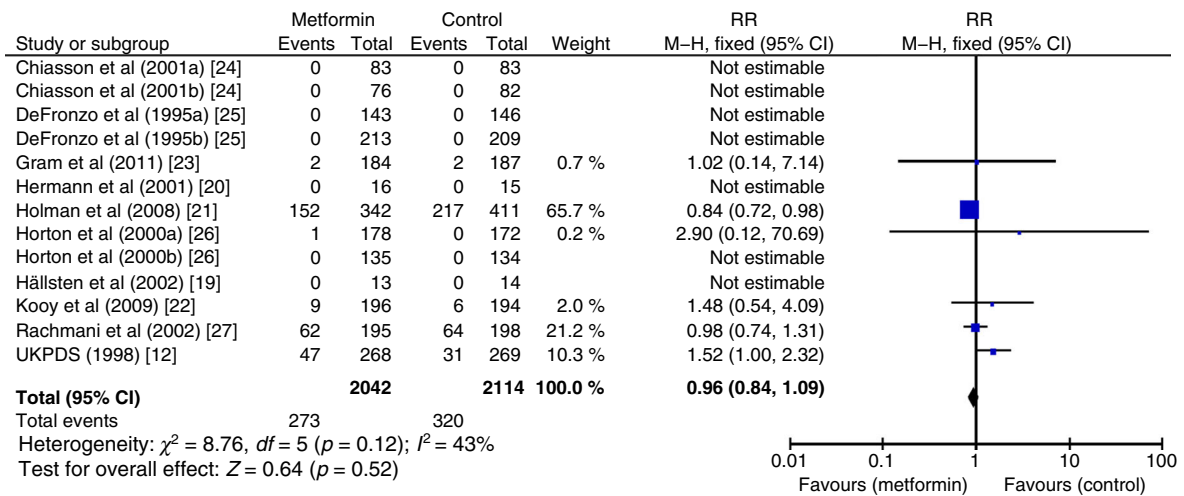 Metformin Control RR RR
Study or subgroup Events Total Events Total Weight M–H, fixed (95% CI) M–H, fixed (95% CI)
Chiasson et al (2001a) [24] 0 83 0 83 Not estimable
Chiasson et al (2001b) [24] 0 76 0 82 Not estimable
DeFronzo et al (1995a) [25] 0 143 0 146 Not estimable
DeFronzo et al (1995b) [25] 0 213 0 209 Not estimable
Gram et al (2011) [23] 2 184 2 187 0.7 % 1.02 (0.14, 7.14)
Hermann et al (2001) [20] 0 16 0 15 Not estimable
Holman et al (2008) [21] 152 342 217 411 65.7 % 0.84 (0.72, 0.98)
Horton et al (2000a) [26] 1 178 0 172 0.2 % 2.90 (0.12, 70.69)
Horton et al (2000b) [26] 0 135 0 134 Not estimable
Hällsten et al (2002) [19] 0 13 0 14 Not estimable
Kooy et al (2009) [22] 9 196 6 194 2.0 % 1.48 (0.54, 4.09)
Rachmani et al (2002) [27] 62 195 64 198 21.2 % 0.98 (0.74, 1.31)
UKPDS (1998) [12] 47 268 31 269 10.3 % 1.52 (1.00, 2.32)
Total (95% CI) 2042 2114 100.0 % 0.96 (0.84, 1.09)
Total events 273 320
Heterogeneity: χ² = 8.76, df = 5 (p = 0.12); I² = 43%
Test for overall effect: Z = 0.64 (p = 0.52)
0.01 0.1 1 10 100
Favours (metformin) Favours (control)